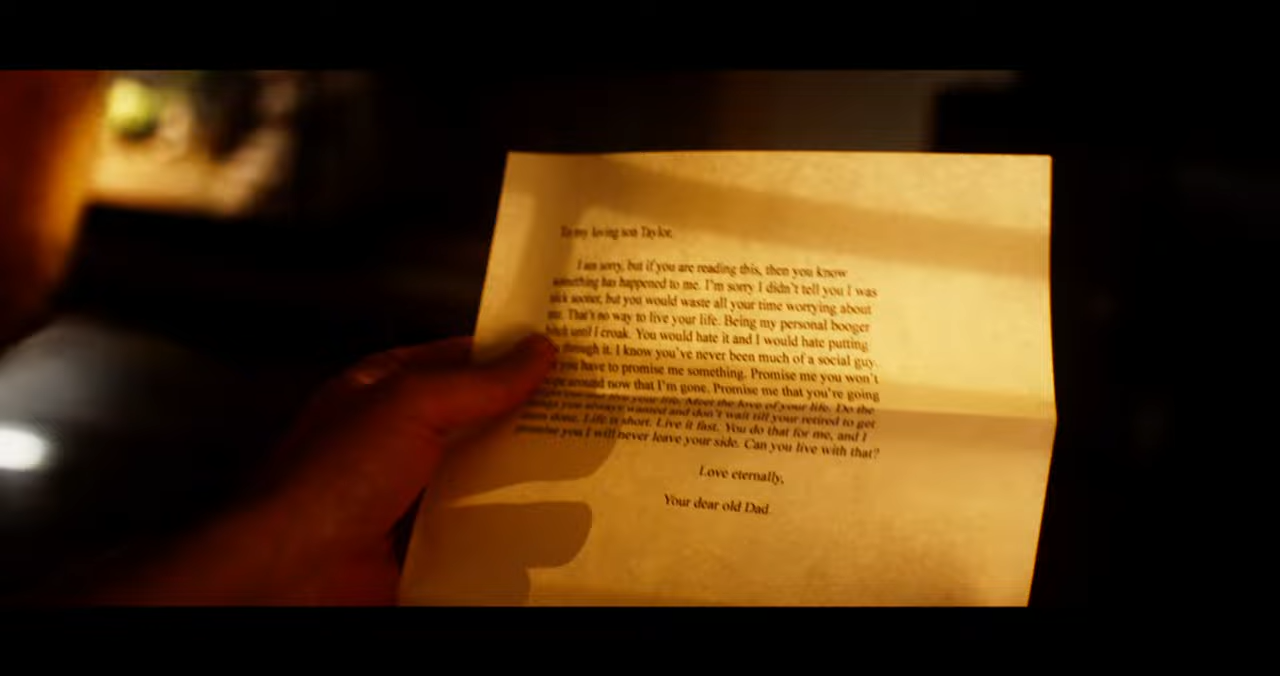 To my loving son Taylor,
I am sorry, but if you are reading this, then you know
something has happened to me. I'm sorry I didn't tell you I was
sick sooner, but you would waste all your time worrying about
me. That's no way to live your life. Being my personal booger
bitch until I croak. You would hate it and I would hate putting
through it. I know you've never been much of a social guy.
you have to promise me something. Promise me you won't
around now that I'm gone. Promise me that you're going
live your life. Meet the love of your life. Do the
you always wanted and don't wait till your retired to get
done. Life is short. Live it fast. You do that for me, and I
promise you I will never leave your side. Can you live with that?
Love eternally,
Your dear old Dad.